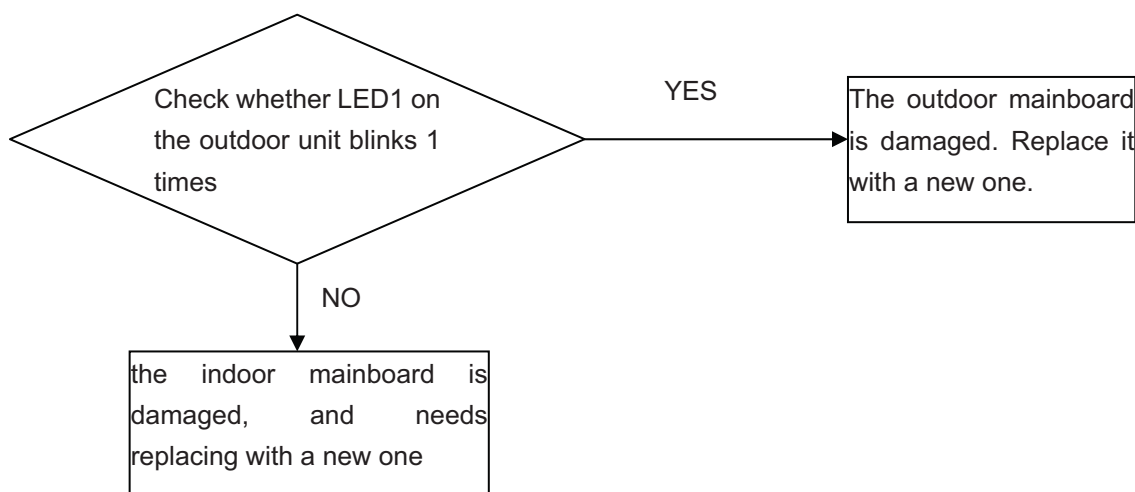 Check whether LED1 on
the outdoor unit blinks 1
times
YES
The outdoor mainboard
is damaged. Replace it
with a new one.
NO
the indoor mainboard is
damaged, and needs
replacing with a new one